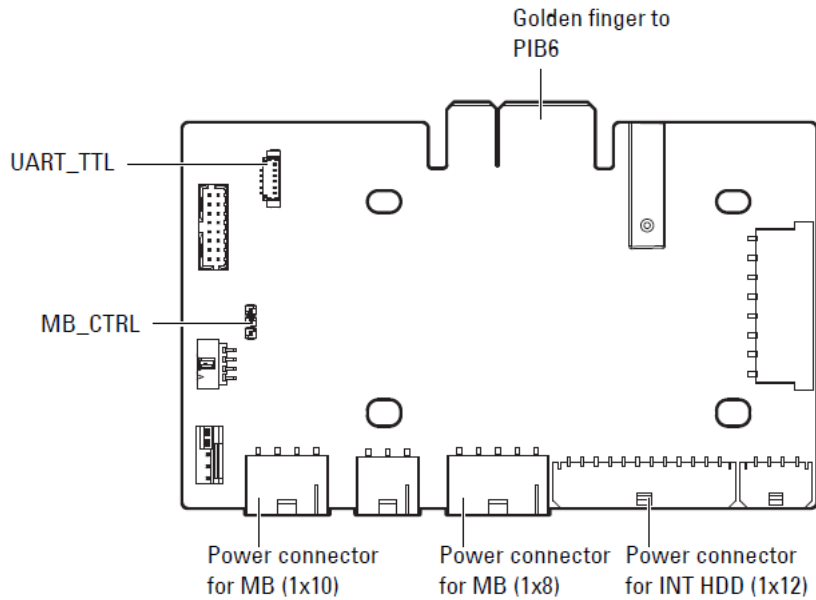 Golden finger to
PIB6
UART_TTL
MB_CTRL
Power connector
for MB (1x10)
Power connector
for MB (1x8)
Power connector
for INT HDD (1x12)